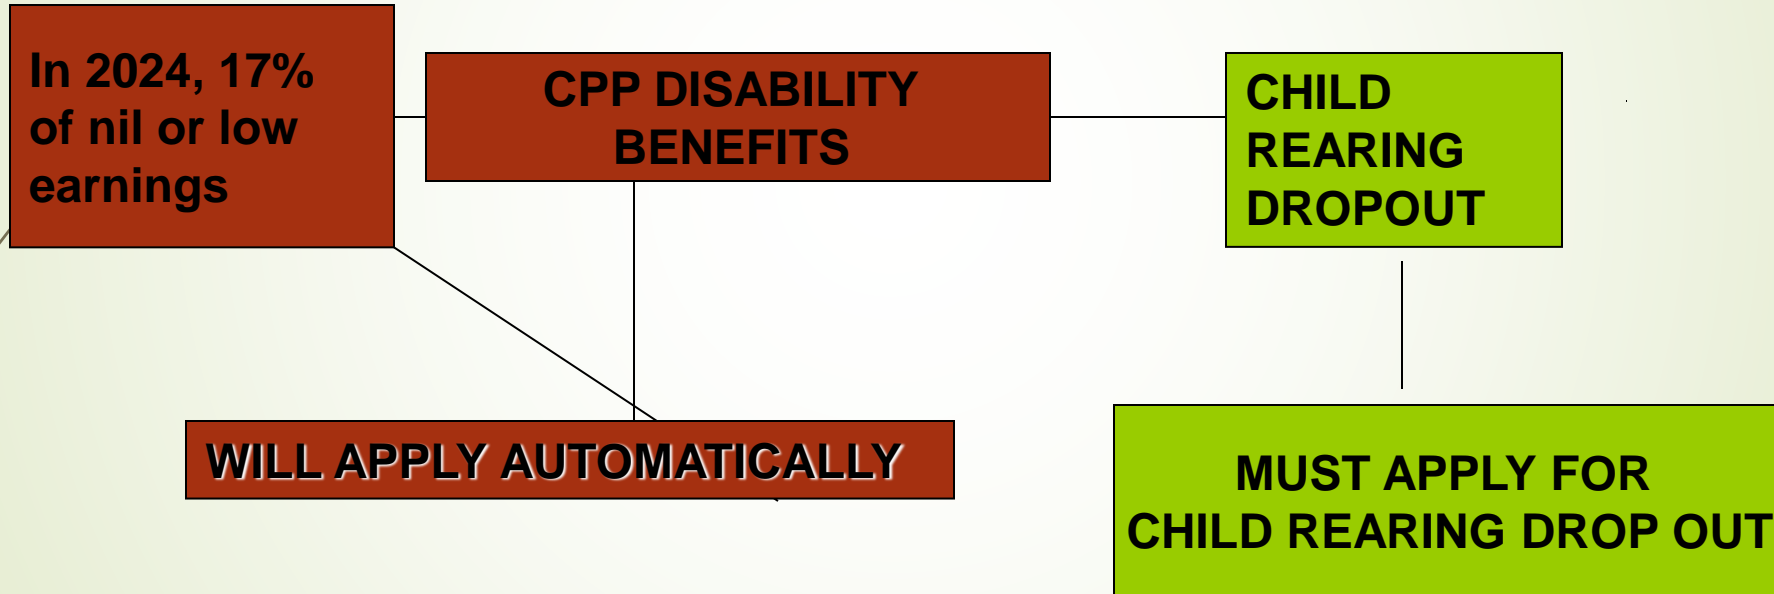 In 2024, 17%
of nil or low
earnings
CPP DISABILITY
BENEFITS
CHILD
REARING
DROPOUT
WILL APPLY AUTOMATICALLY
MUST APPLY FOR
CHILD REARING DROP OUT